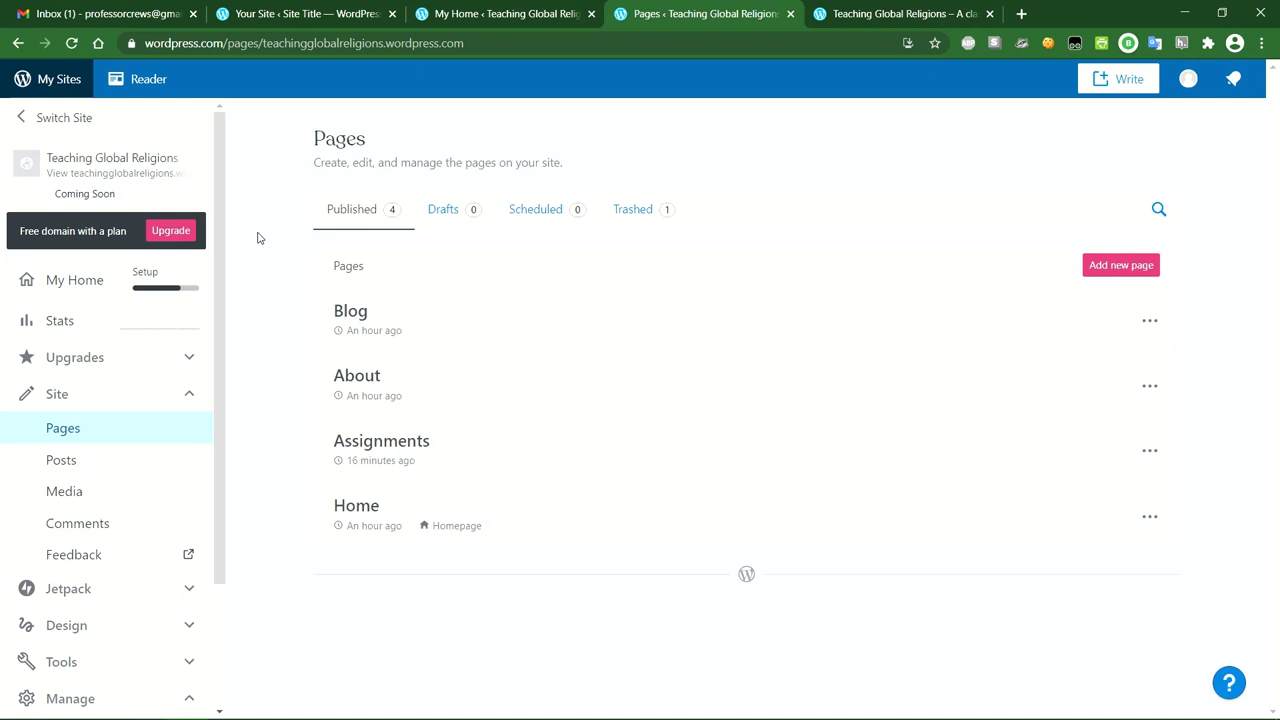 Inbox (1) - professorcrews@gma
Your Site ‹ Site Title — WordPres
My Home ‹ Teaching Global Relig
Pages ‹ Teaching Global Religions
Teaching Global Religions – A cla
wordpress.com/pages/teachingglobalreligions.wordpress.com
My Sites
Reader
Write
Switch Site
Teaching Global Religions
View teachingglobalreligions.wo
Coming Soon
Free domain with a plan
Upgrade
My Home
Setup
Stats
Upgrades
Site
Pages
Posts
Media
Comments
Feedback
Jetpack
Design
Tools
Manage
Pages
Create, edit, and manage the pages on your site.
Published 4
Drafts 0
Scheduled 0
Trashed 1
Pages
Add new page
Blog
An hour ago
About
An hour ago
Assignments
16 minutes ago
Home
An hour ago Homepage
?